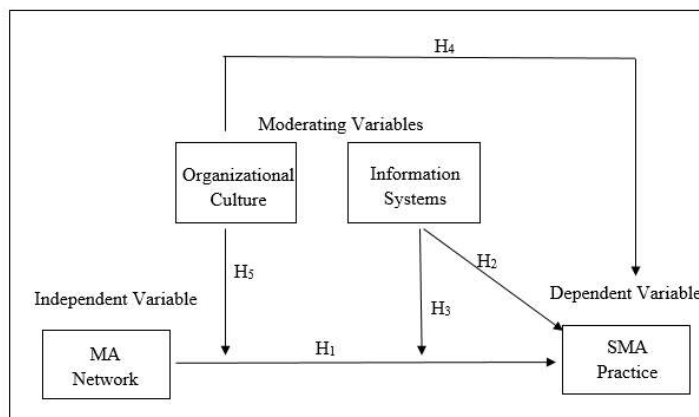 H4
Moderating Variables
Organizational
Culture
Information
Systems
H5
H2
H3
Independent Variable
Dependent Variable
MA
Network
H1
SMA
Practice